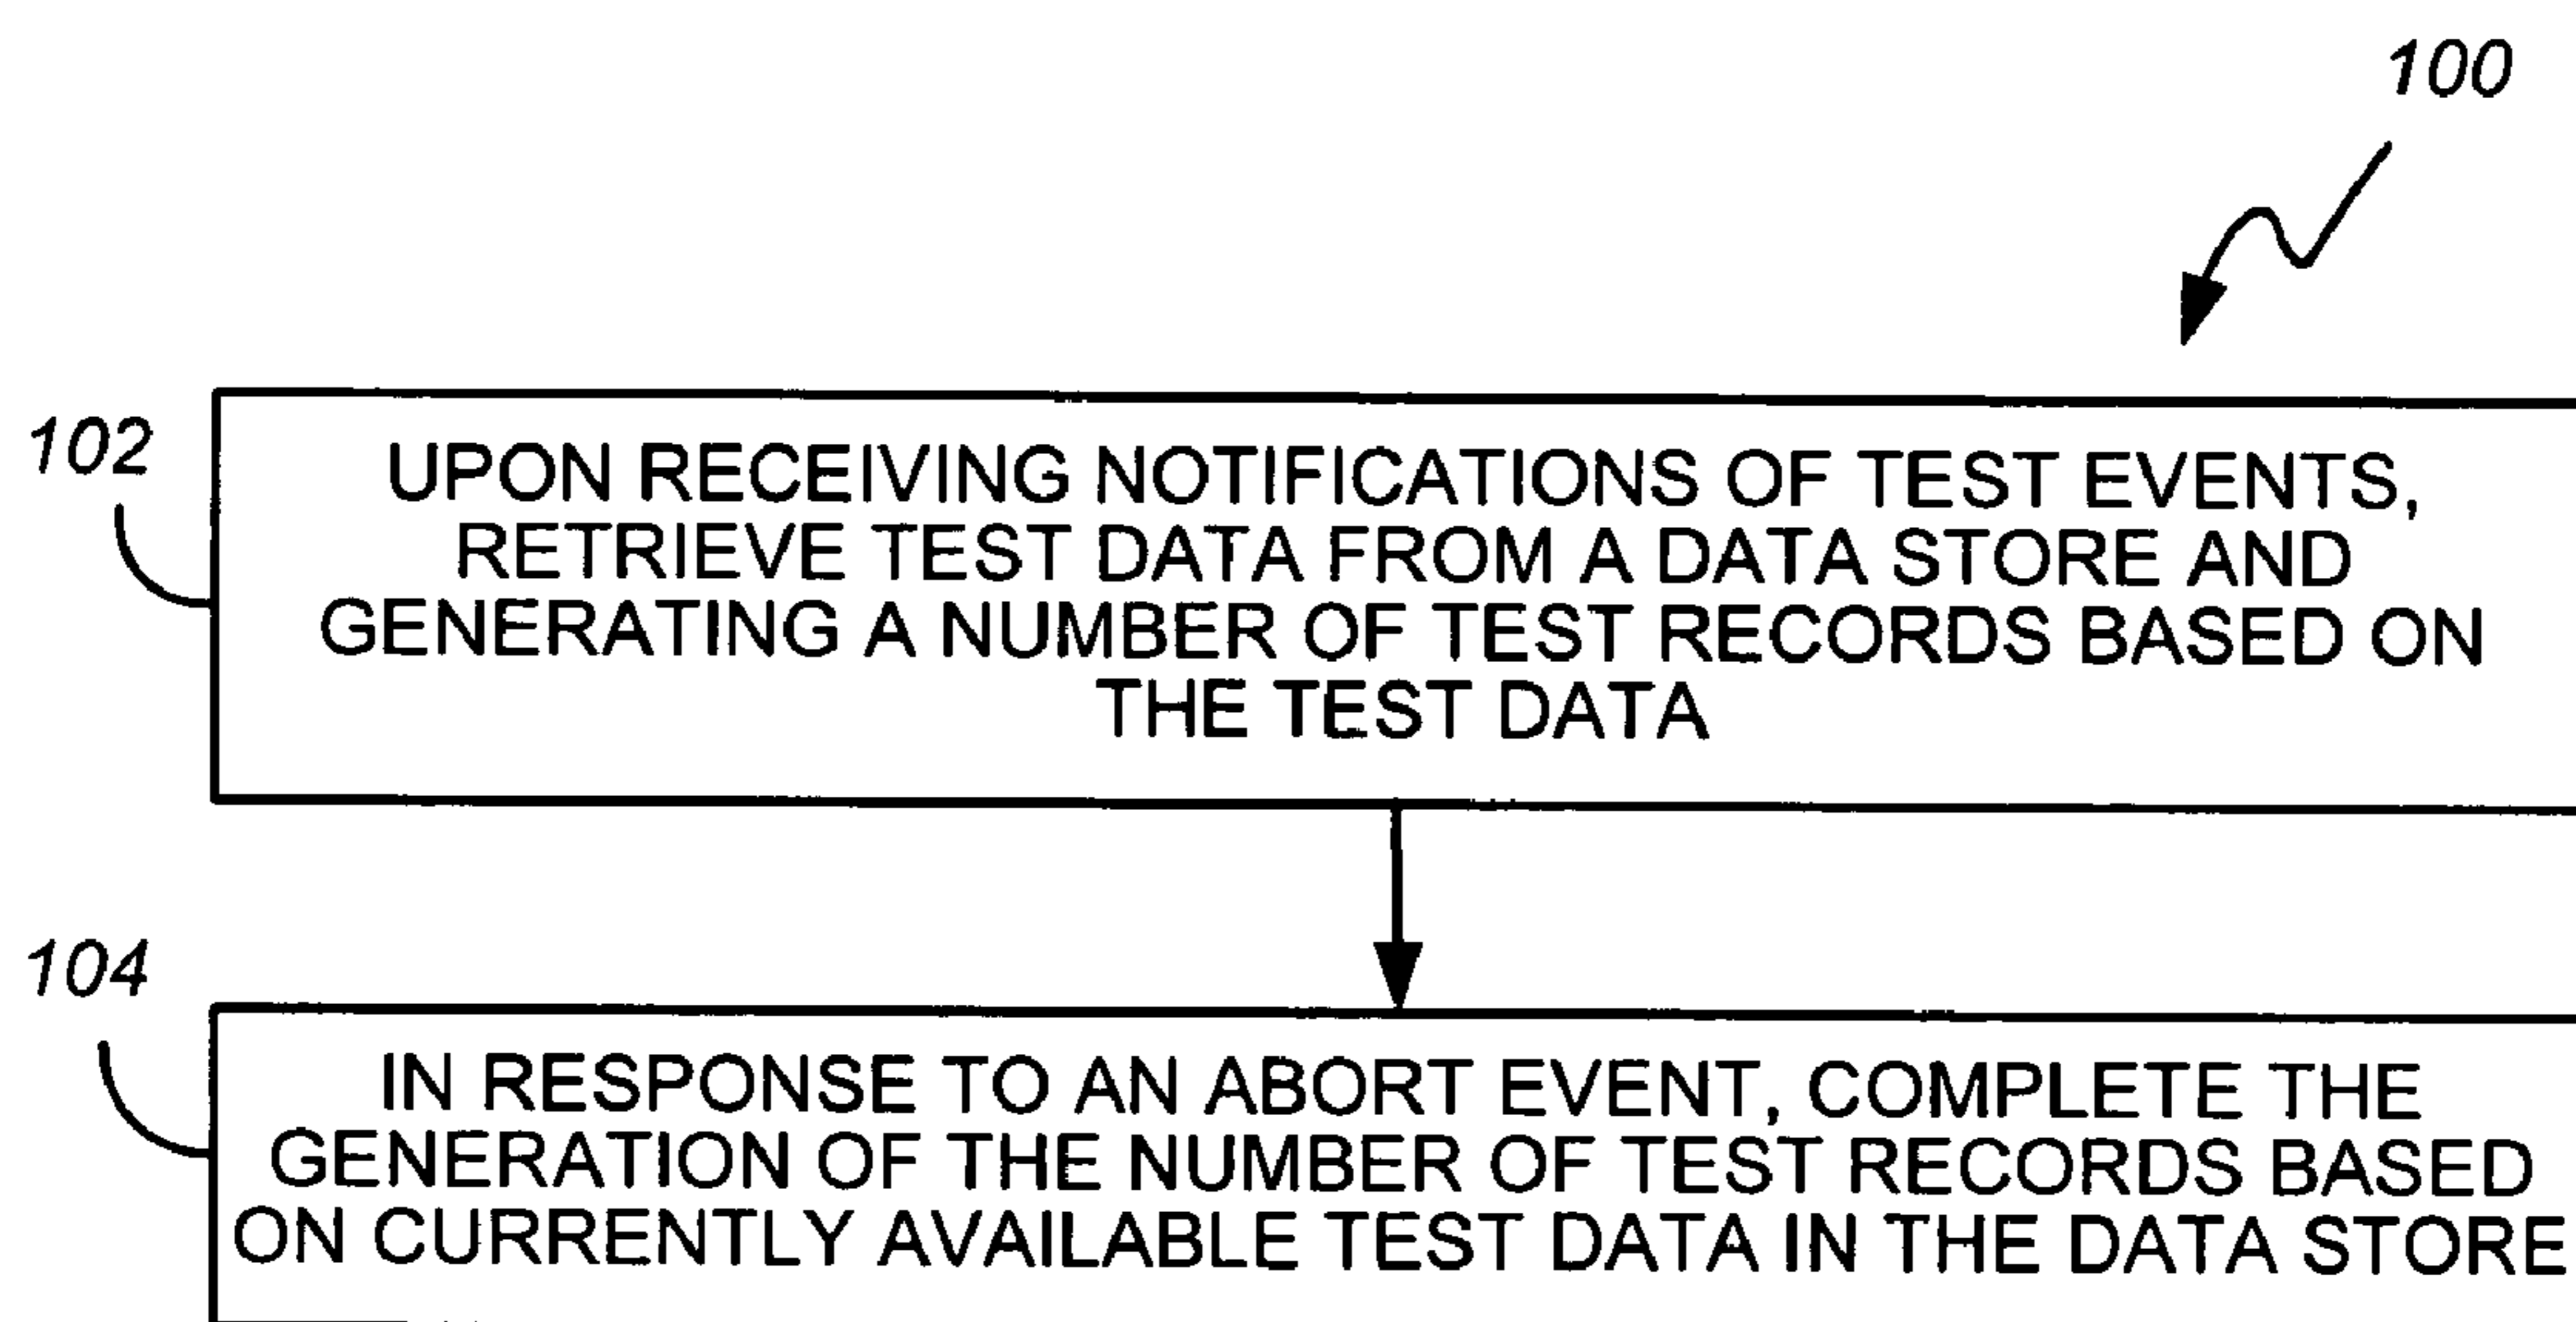 100
102
UPON RECEIVING NOTIFICATIONS OF TEST EVENTS,
RETRIEVE TEST DATA FROM A DATA STORE AND
GENERATING A NUMBER OF TEST RECORDS BASED ON
THE TEST DATA
104
IN RESPONSE TO AN ABORT EVENT, COMPLETE THE
GENERATION OF THE NUMBER OF TEST RECORDS BASED
ON CURRENTLY AVAILABLE TEST DATA IN THE DATA STORE